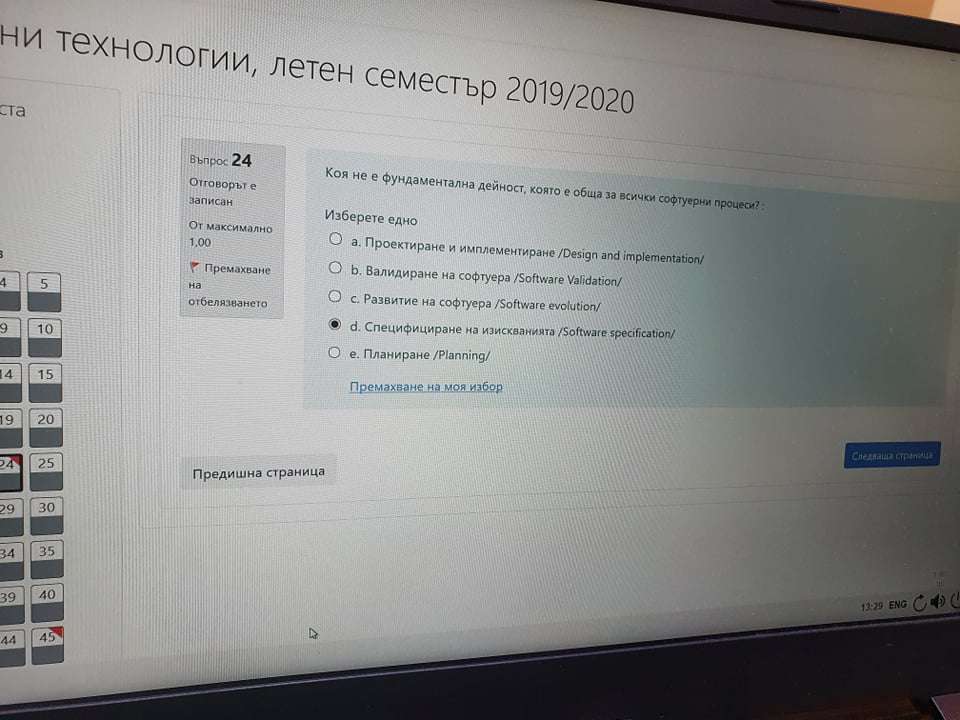 ни технологии, летен семестър 2019/2020
ста
Въпрос 24
Отговорът е
записан
От максимално
1,00
Премахване
на
отбелязването
Коя не е фундаментална дейност, която е обща за всички софтуерни процеси? :
Изберете едно
a. Проектиране и имплементиране /Design and implementation/
b. Валидиране на софтуера /Software Validation/
c. Развитие на софтуера /Software evolution/
d. Специфициране на изискванията /Software specification/
e. Планиране /Planning/
Премахване на моя избор
4 5
9 10
14 15
19 20
24 25
29 30
34 35
39 40
44 45
Предишна страница
Следваща страница
13:29 ENG